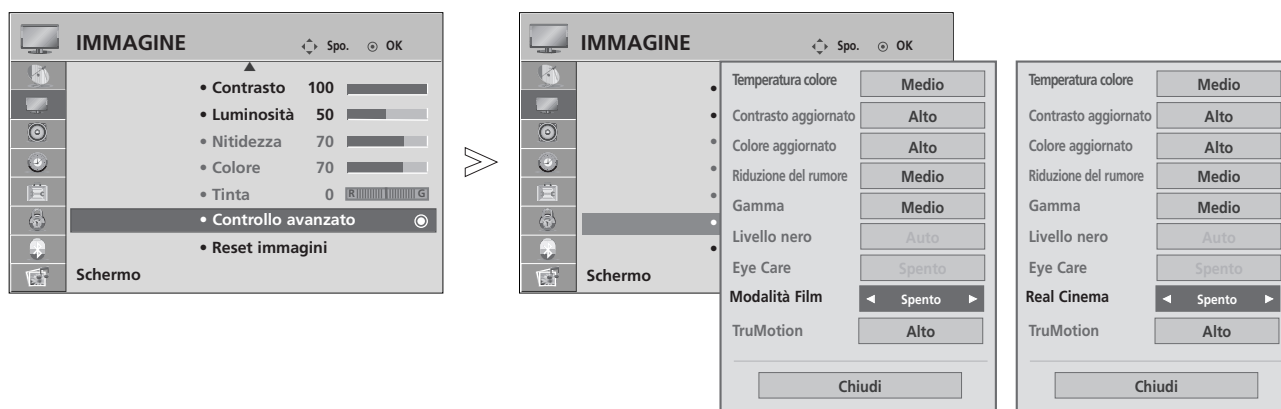 IMMAGINE Spo. OK
• Contrasto 100
• Luminosità 50
• Nitidezza 70
• Colore 70
• Tinta 0 R G
• Controllo avanzato
• Reset immagini
Schermo
IMMAGINE Spo. OK
Schermo
Temperatura colore Medio
Contrasto aggiornato Alto
Colore aggiornato Alto
Riduzione del rumore Medio
Gamma Medio
Livello nero Auto
Eye Care Spento
Modalità Film ◄ Spento ►
TruMotion Alto
Chiudi
Temperatura colore Medio
Contrasto aggiornato Alto
Colore aggiornato Alto
Riduzione del rumore Medio
Gamma Medio
Livello nero Auto
Eye Care Spento
Real Cinema ◄ Spento ►
TruMotion Alto
Chiudi